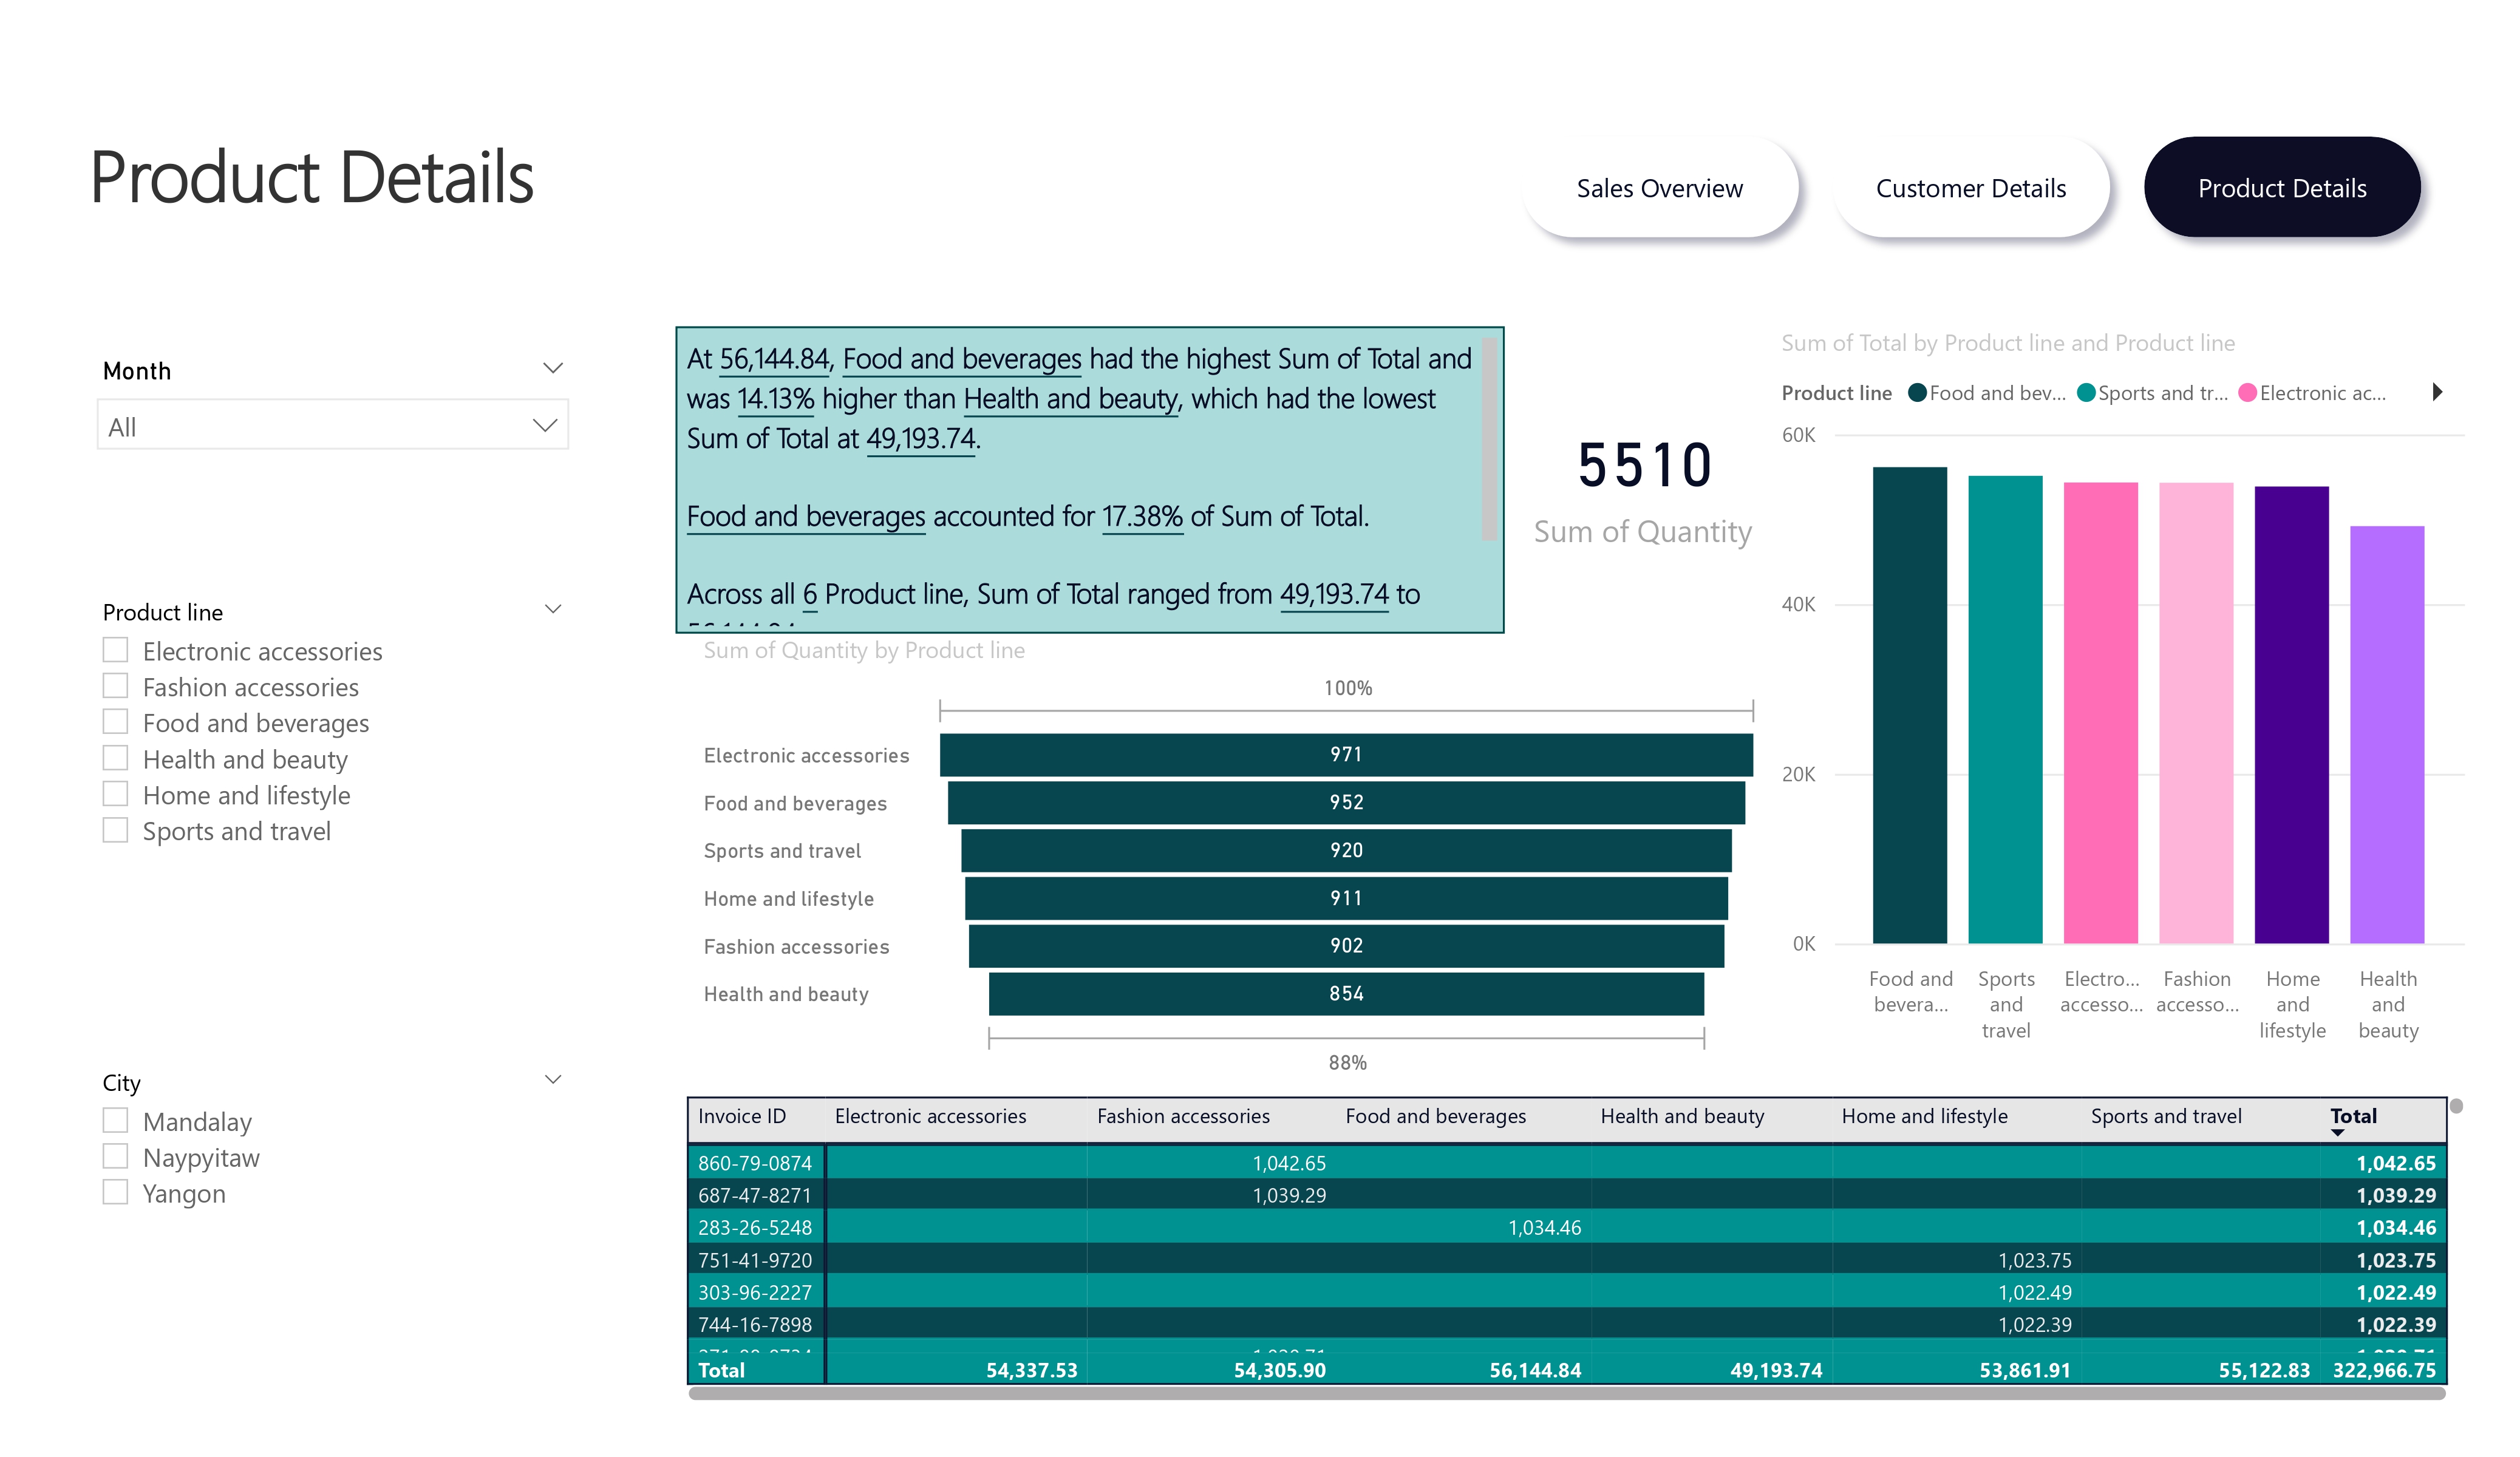 Product Details
Sales Overview
Customer Details
Product Details
Month
All
Product line
Electronic accessories
Fashion accessories
Food and beverages
Health and beauty
Home and lifestyle
Sports and travel
City
Mandalay
Naypyitaw
Yangon
At 56,144.84, Food and beverages had the highest Sum of Total and
was 14.13% higher than Health and beauty, which had the lowest
Sum of Total at 49,193.74.
Food and beverages accounted for 17.38% of Sum of Total.
Across all 6 Product line, Sum of Total ranged from 49,193.74 to
5510
Sum of Quantity
Sum of Total by Product line and Product line
Product line Food and bev... Sports and tr... Electronic ac...
60K
40K
20K
0K
Food and bevera...
Sports and travel
Electro... accesso...
Fashion accesso...
Home and lifestyle
Health and beauty
Sum of Quantity by Product line
100%
Electronic accessories 971
Food and beverages 952
Sports and travel 920
Home and lifestyle 911
Fashion accessories 902
Health and beauty 854
88%
Invoice ID Electronic accessories Fashion accessories Food and beverages Health and beauty Home and lifestyle Sports and travel Total
860-79-0874 1,042.65 1,042.65
687-47-8271 1,039.29 1,039.29
283-26-5248 1,034.46 1,034.46
751-41-9720 1,023.75 1,023.75
303-96-2227 1,022.49 1,022.49
744-16-7898 1,022.39 1,022.39
Total 54,337.53 54,305.90 56,144.84 49,193.74 53,861.91 55,122.83 322,966.75